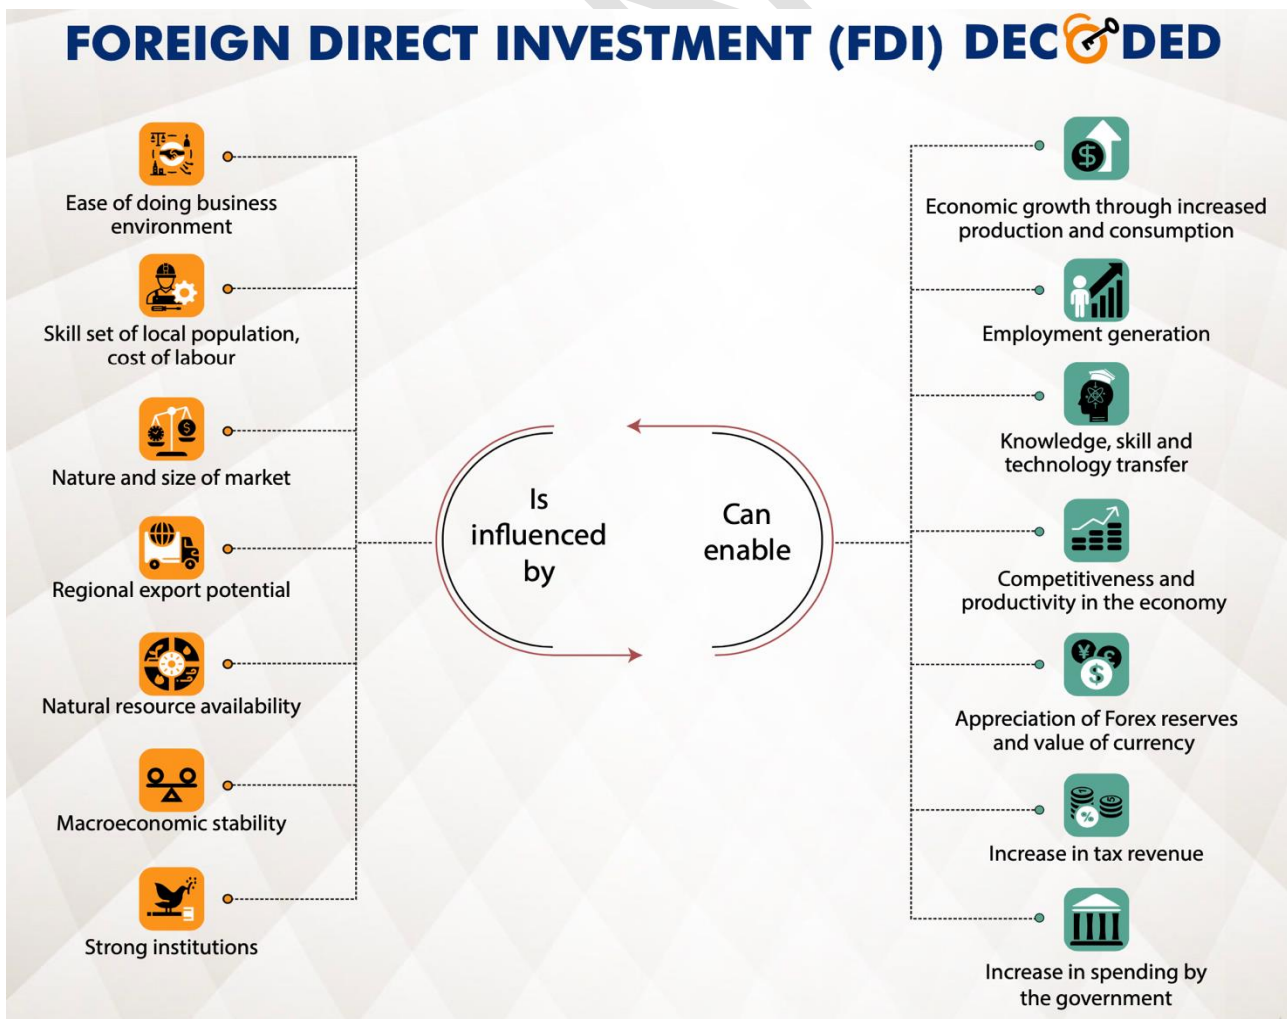 FOREIGN DIRECT INVESTMENT (FDI) DECODED
Ease of doing business
environment
Skill set of local population,
cost of labour
Nature and size of market
Regional export potential
Natural resource availability
Macroeconomic stability
Strong institutions
Is
influenced
by
Can
enable
Economic growth through increased
production and consumption
Employment generation
Knowledge, skill and
technology transfer
Competitiveness and
productivity in the economy
Appreciation of Forex reserves
and value of currency
Increase in tax revenue
Increase in spending by
the government